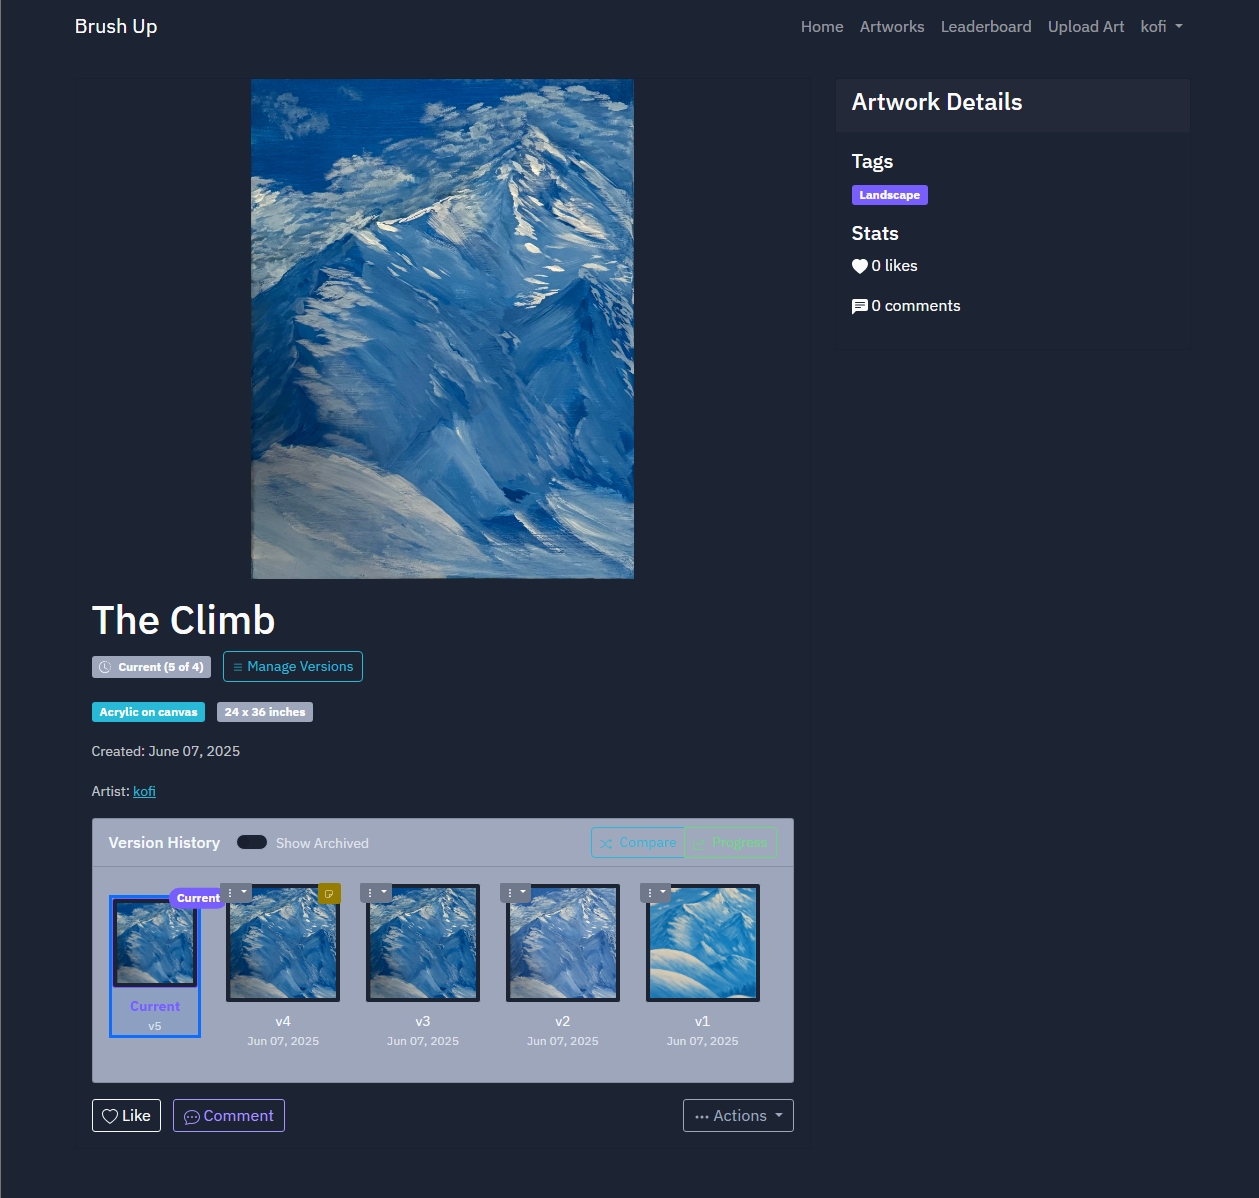 Brush Up
Home Artworks Leaderboard Upload Art kofi
Artwork Details
Tags
Landscape
Stats
0 likes
0 comments
The Climb
Current (5 of 4) Manage Versions
Acrylic on canvas 24 x 36 inches
Created: June 07, 2025
Artist: kofi
Version History Show Archived Compare Progress
Current
Current
v5
v4
Jun 07, 2025
v3
Jun 07, 2025
v2
Jun 07, 2025
v1
Jun 07, 2025
Like Comment Actions